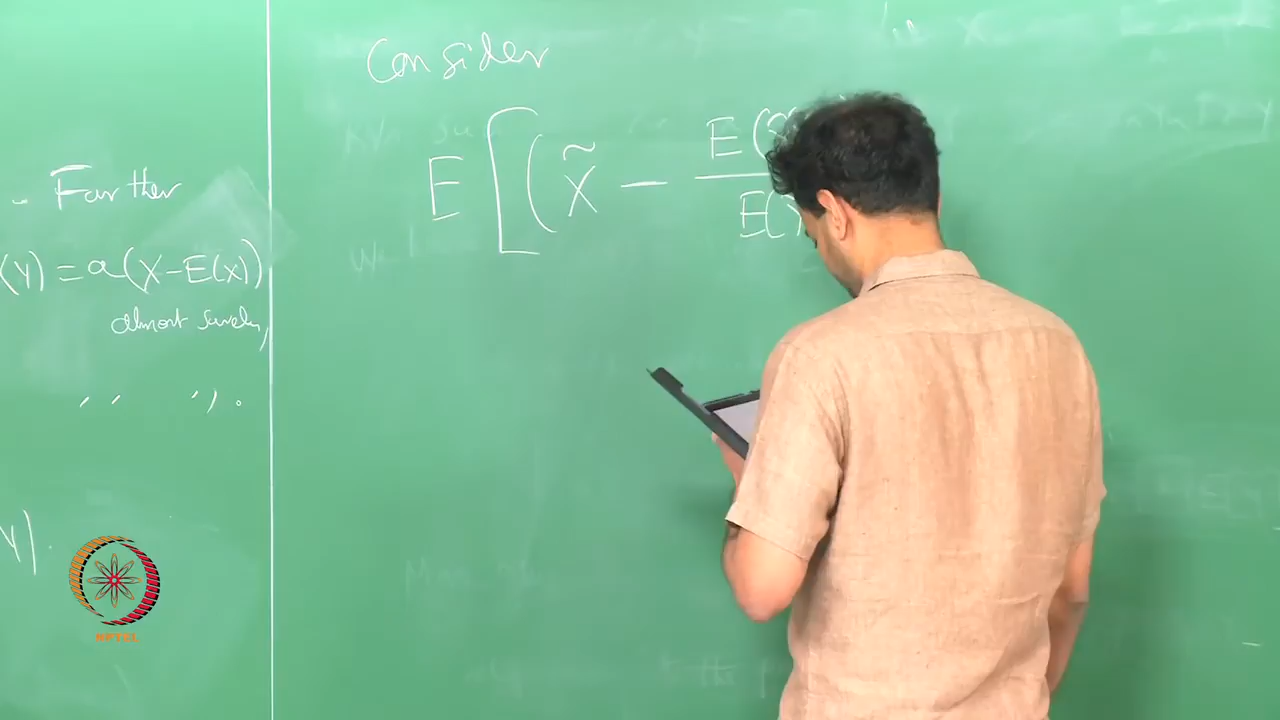 - Further
(Y) = a(X - E(X))
almost surely,
,, ,, .
Y).
Consider
E [ ( X̃ - E( / E(
NPTEL